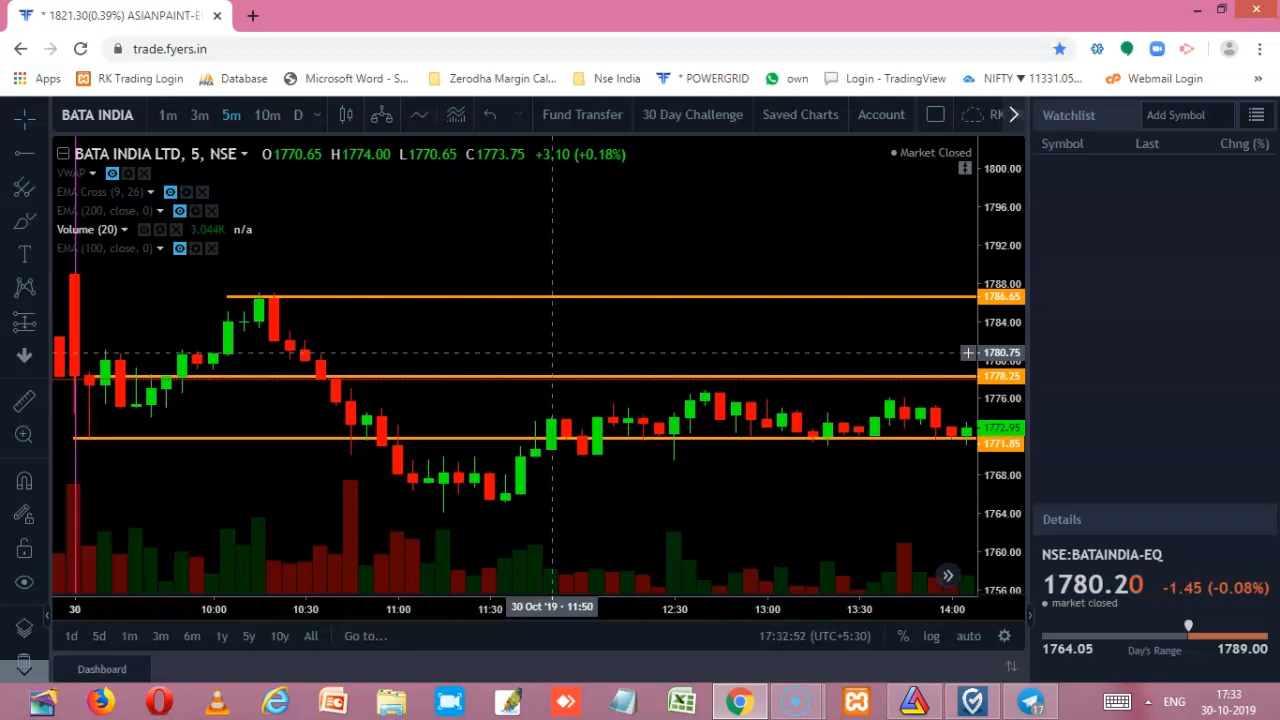 * 1821.30(0.39%) ASIANPAINT-E
trade.fyers.in
Apps RK Trading Login Database Microsoft Word - S... Zerodha Margin Cal... Nse India * POWERGRID own Login - TradingView NIFTY ▼ 11331.05... Webmail Login »
BATA INDIA 1m 3m 5m 10m D Fund Transfer 30 Day Challenge Saved Charts Account RK
Watchlist Add Symbol
Symbol Last Chng (%)
BATA INDIA LTD, 5, NSE O1770.65 H1774.00 L1770.65 C1773.75 +3.10 (+0.18%)
Market Closed
VWAP
EMA Cross (9, 26)
EMA (200, close, 0)
Volume (20) 3.044K n/a
EMA (100, close, 0)
1800.00
1796.00
1792.00
1788.00
1786.65
1784.00
1780.75
1780.00
1778.25
1776.00
1772.95
1771.85
1768.00
1764.00
1760.00
1756.00
30 10:00 10:30 11:00 11:30 30 Oct '19 - 11:50 12:30 13:00 13:30 14:00
1d 5d 1m 3m 6m 1y 5y 10y All Go to... 17:32:52 (UTC+5:30) % log auto
Dashboard
Details
NSE:BATAINDIA-EQ
1780.20 -1.45 (-0.08%)
market closed
1764.05 Day's Range 1789.00
17
ENG
17:33
30-10-2019